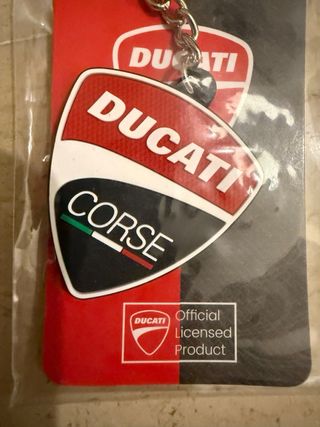 DUCATI
DUCATI
CORSE
DUCATI
Official
Licensed
Product